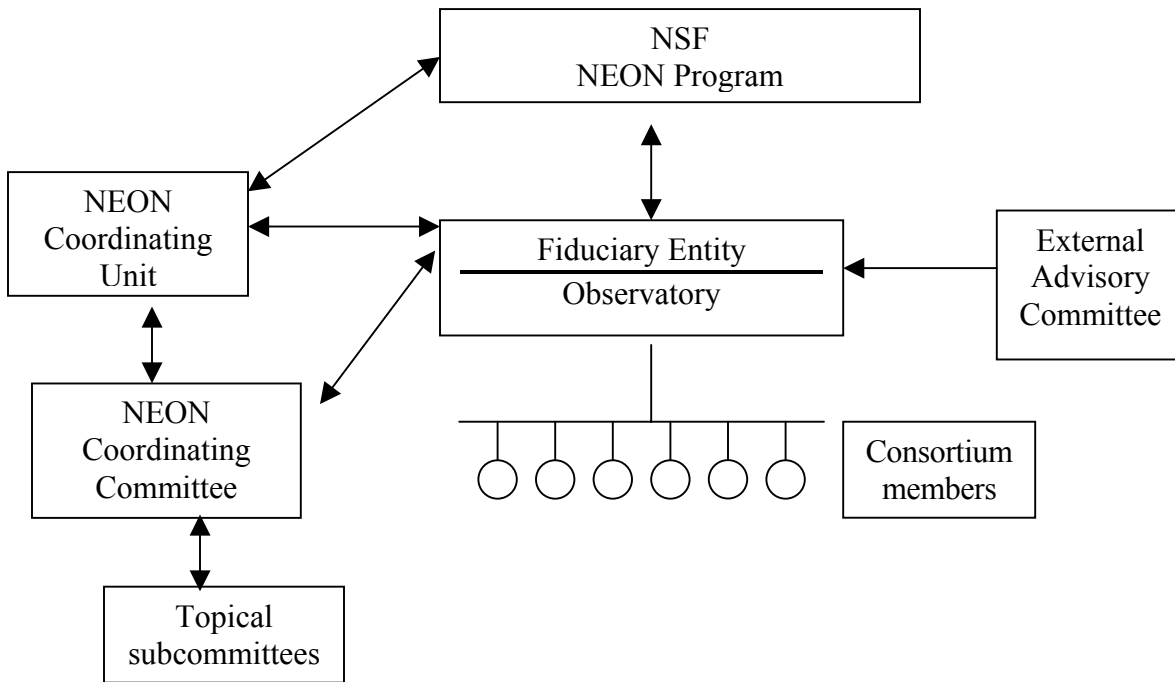 NSF
NEON Program
NEON
Coordinating
Unit
Fiduciary Entity
Observatory
External
Advisory
Committee
NEON
Coordinating
Committee
Consortium
members
Topical
subcommittees